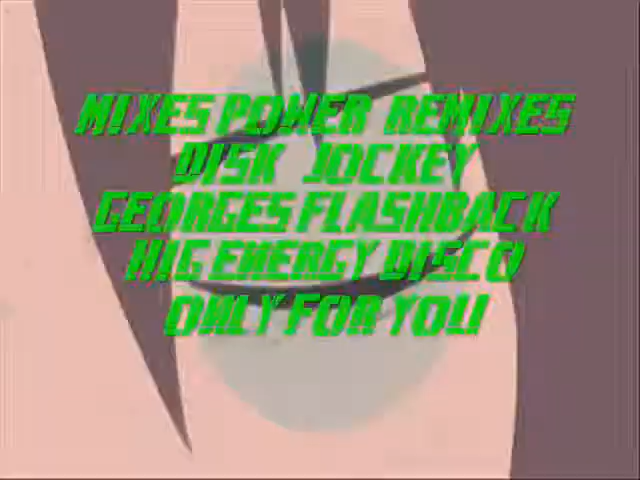 MIXES POWER REMIXES
DISK JOCKEY
GEORGES FLASHBACK
HIG ENERGY DISCO
ONLY FOR YOU